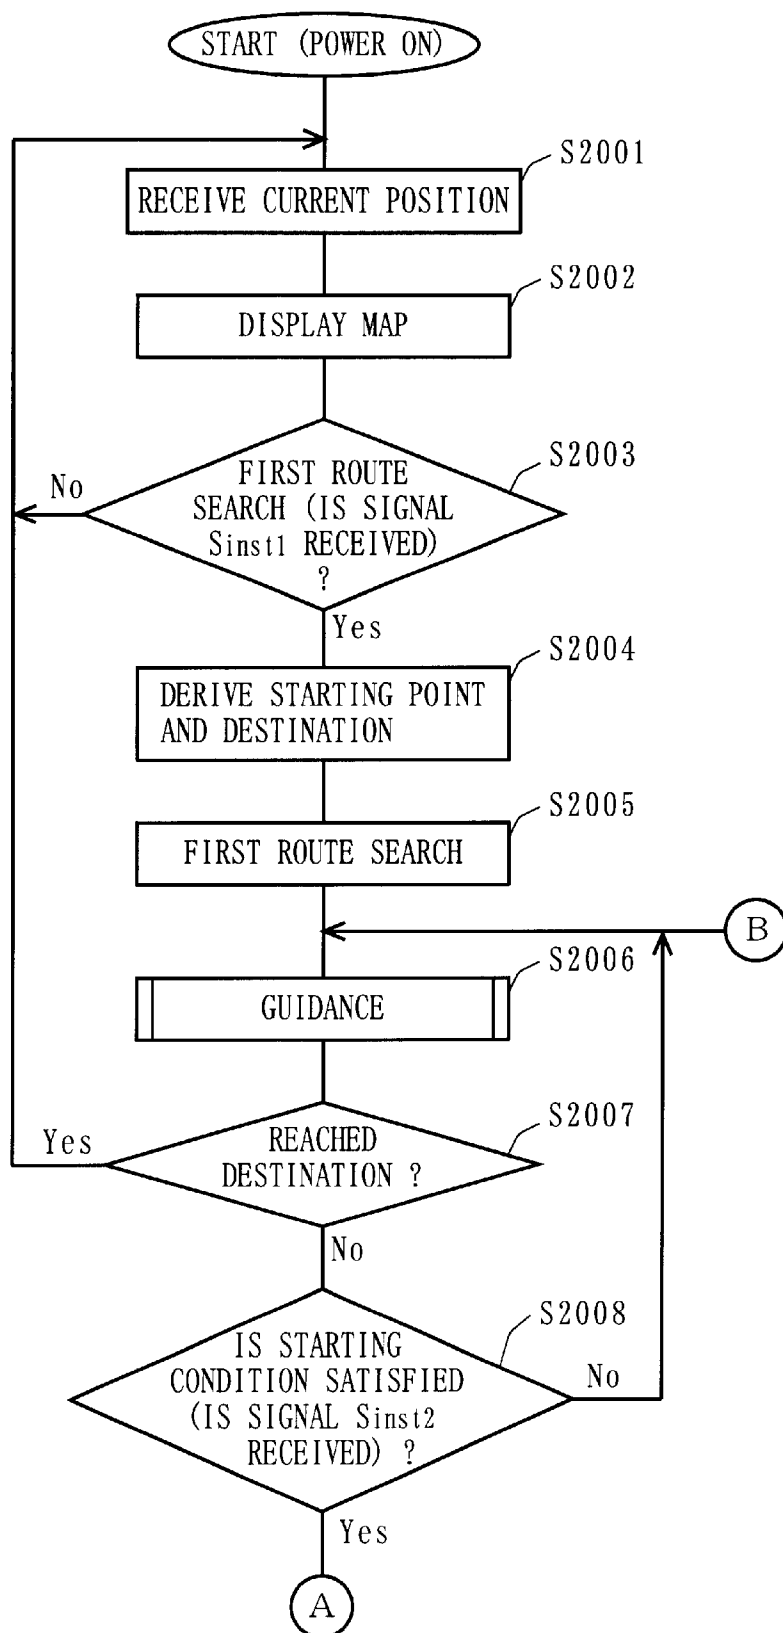 START (POWER ON)
S2001
RECEIVE CURRENT POSITION
S2002
DISPLAY MAP
S2003
No
FIRST ROUTE
SEARCH (IS SIGNAL
Sinst1 RECEIVED)
?
Yes
S2004
DERIVE STARTING POINT
AND DESTINATION
S2005
FIRST ROUTE SEARCH
B
S2006
GUIDANCE
S2007
Yes
REACHED
DESTINATION ?
No
S2008
IS STARTING
CONDITION SATISFIED
(IS SIGNAL Sinst2
RECEIVED) ?
No
Yes
A